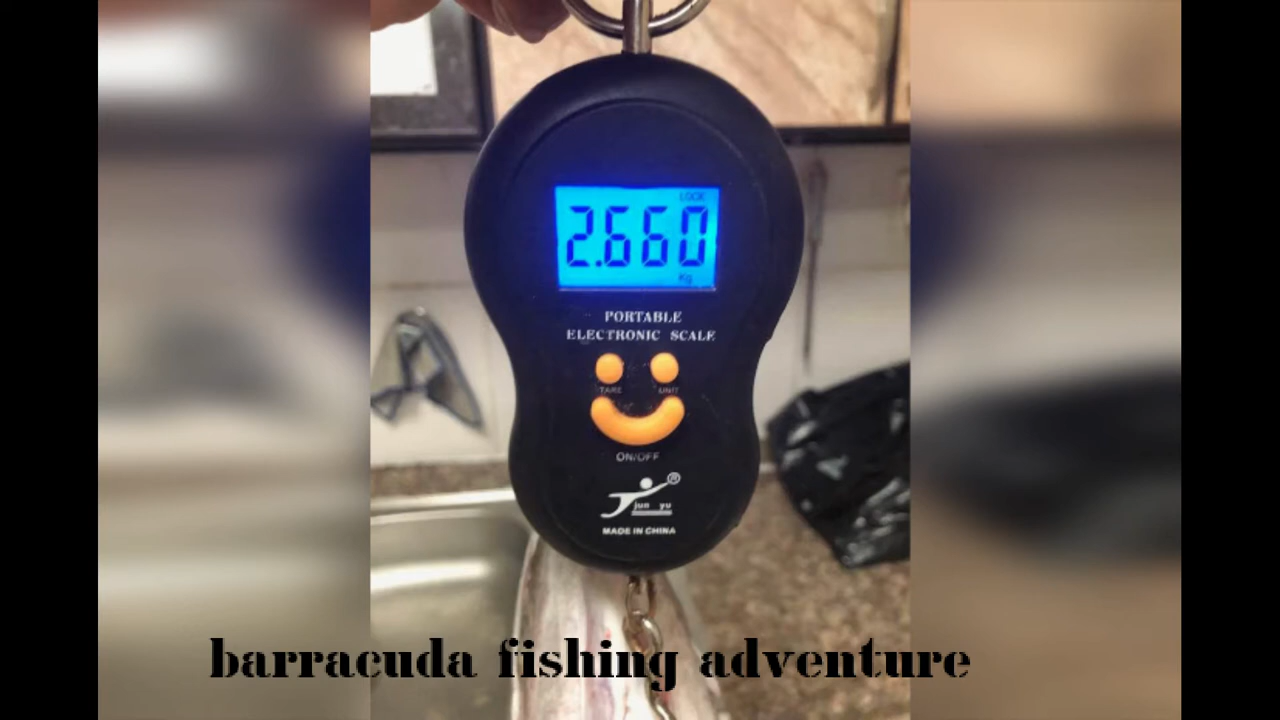 LOCK
2.660
Kg
PORTABLE
ELECTRONIC SCALE
TARE UNIT
ON/OFF
®
jun yu
MADE IN CHINA
barracuda fishing adventure